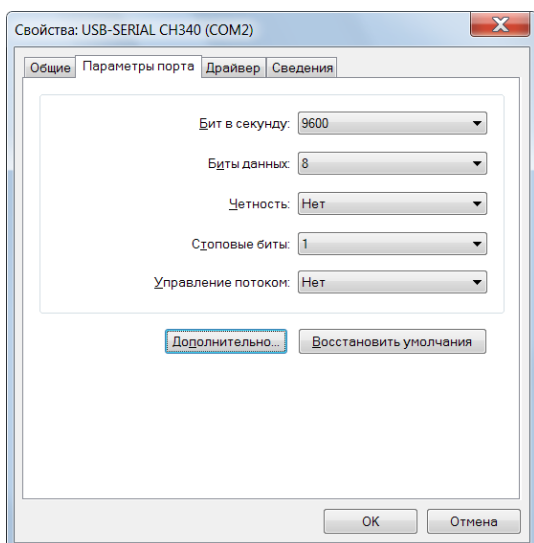 Свойства: USB-SERIAL CH340 (COM2)
Общие Параметры порта Драйвер Сведения
Бит в секунду: 9600
Биты данных: 8
Четность: Нет
Стоповые биты: 1
Управление потоком: Нет
Дополнительно... Восстановить умолчания
OK Отмена